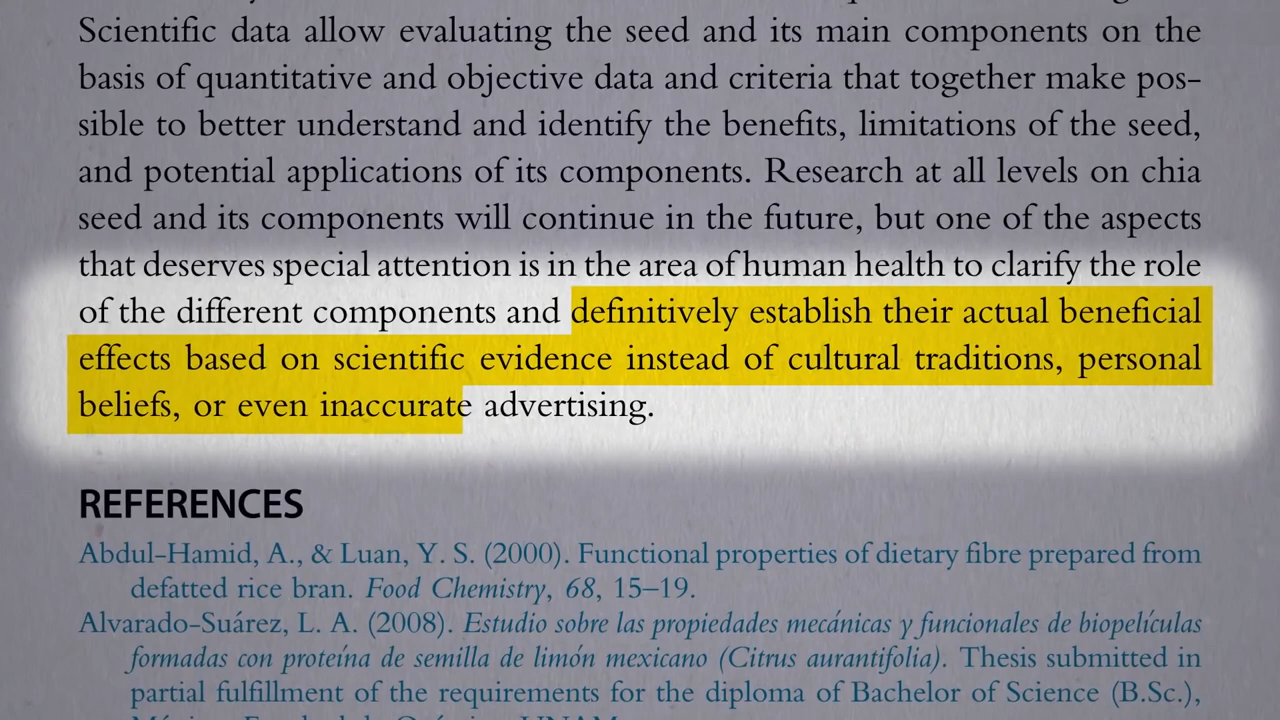 Scientific data allow evaluating the seed and its main components on the
basis of quantitative and objective data and criteria that together make pos-
sible to better understand and identify the benefits, limitations of the seed,
and potential applications of its components. Research at all levels on chia
seed and its components will continue in the future, but one of the aspects
that deserves special attention is in the area of human health to clarify the role
of the different components and definitively establish their actual beneficial
effects based on scientific evidence instead of cultural traditions, personal
beliefs, or even inaccurate advertising.
REFERENCES
Abdul-Hamid, A., & Luan, Y. S. (2000). Functional properties of dietary fibre prepared from
defatted rice bran. Food Chemistry, 68, 15–19.
Alvarado-Suárez, L. A. (2008). Estudio sobre las propiedades mecánicas y funcionales de biopelículas
formadas con proteína de semilla de limón mexicano (Citrus aurantifolia). Thesis submitted in
partial fulfillment of the requirements for the diploma of Bachelor of Science (B.Sc.),